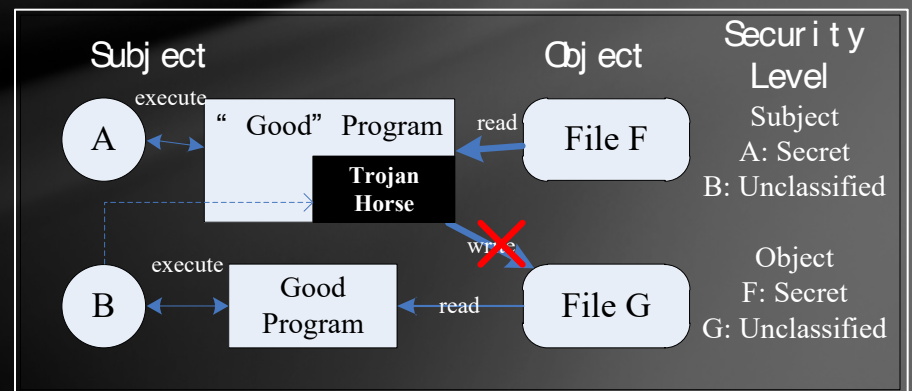 Subject
Object
Security
Level
execute
A
“ Good” Program
Trojan
Horse
read
File F
Subject
A: Secret
B: Unclassified
write
execute
B
Good
Program
read
File G
Object
F: Secret
G: Unclassified